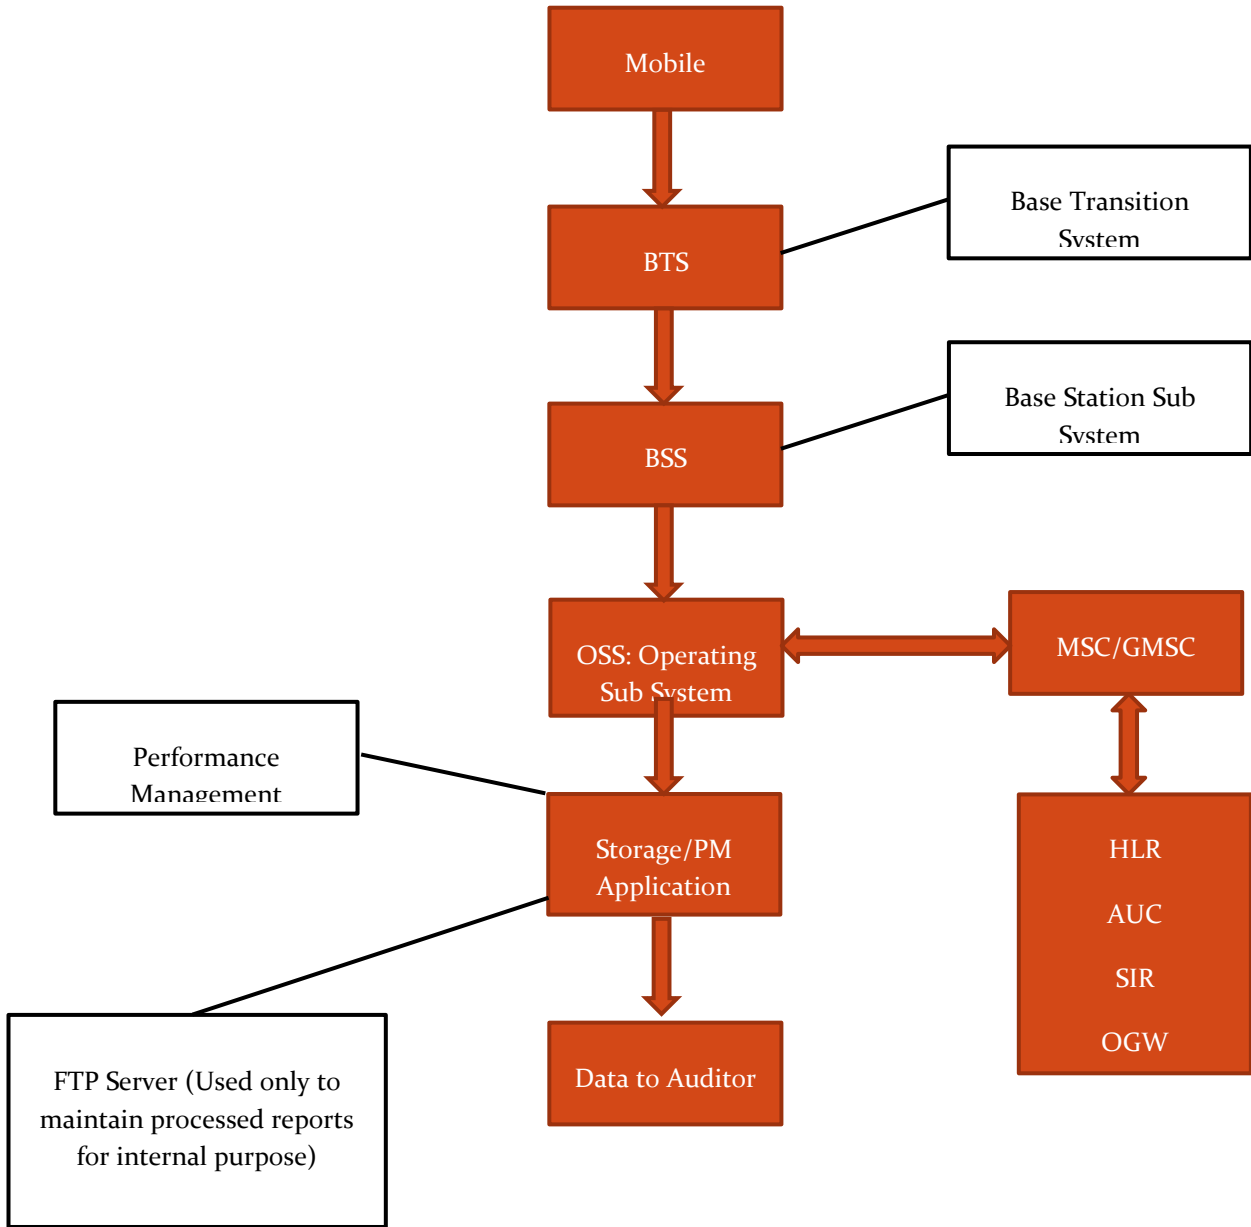 Mobile
Base Transition
System
BTS
Base Station Sub
System
BSS
OSS: Operating
Sub System
MSC/GMSC
Performance
Management
Storage/PM
Application
HLR
AUC
SIR
OGW
FTP Server (Used only to
maintain processed reports
for internal purpose)
Data to Auditor